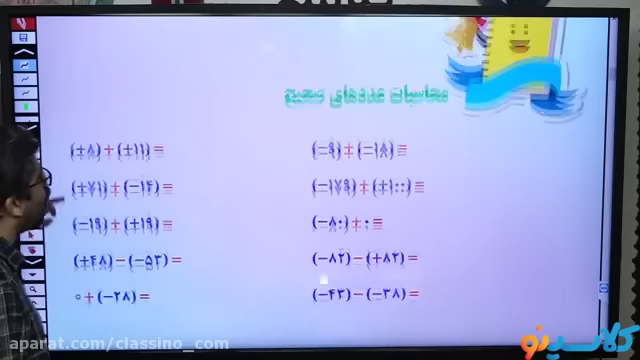 محاسبات عددهای صحیح
(+۸) + (+۱۱) =
(−۹) + (−۱۸) =
(+۷۱) + (−۱۴) =
(−۱۷۹) + (+۱۰۰) =
(−۱۹) + (+۱۹) =
(−۸۰) + ۰ =
(+۴۸) − (−۵۲) =
(−۸۲) − (+۸۲) =
۰ + (−۲۸) =
(−۴۳) − (−۳۸) =
aparat.com/classino_com
کلاسینو